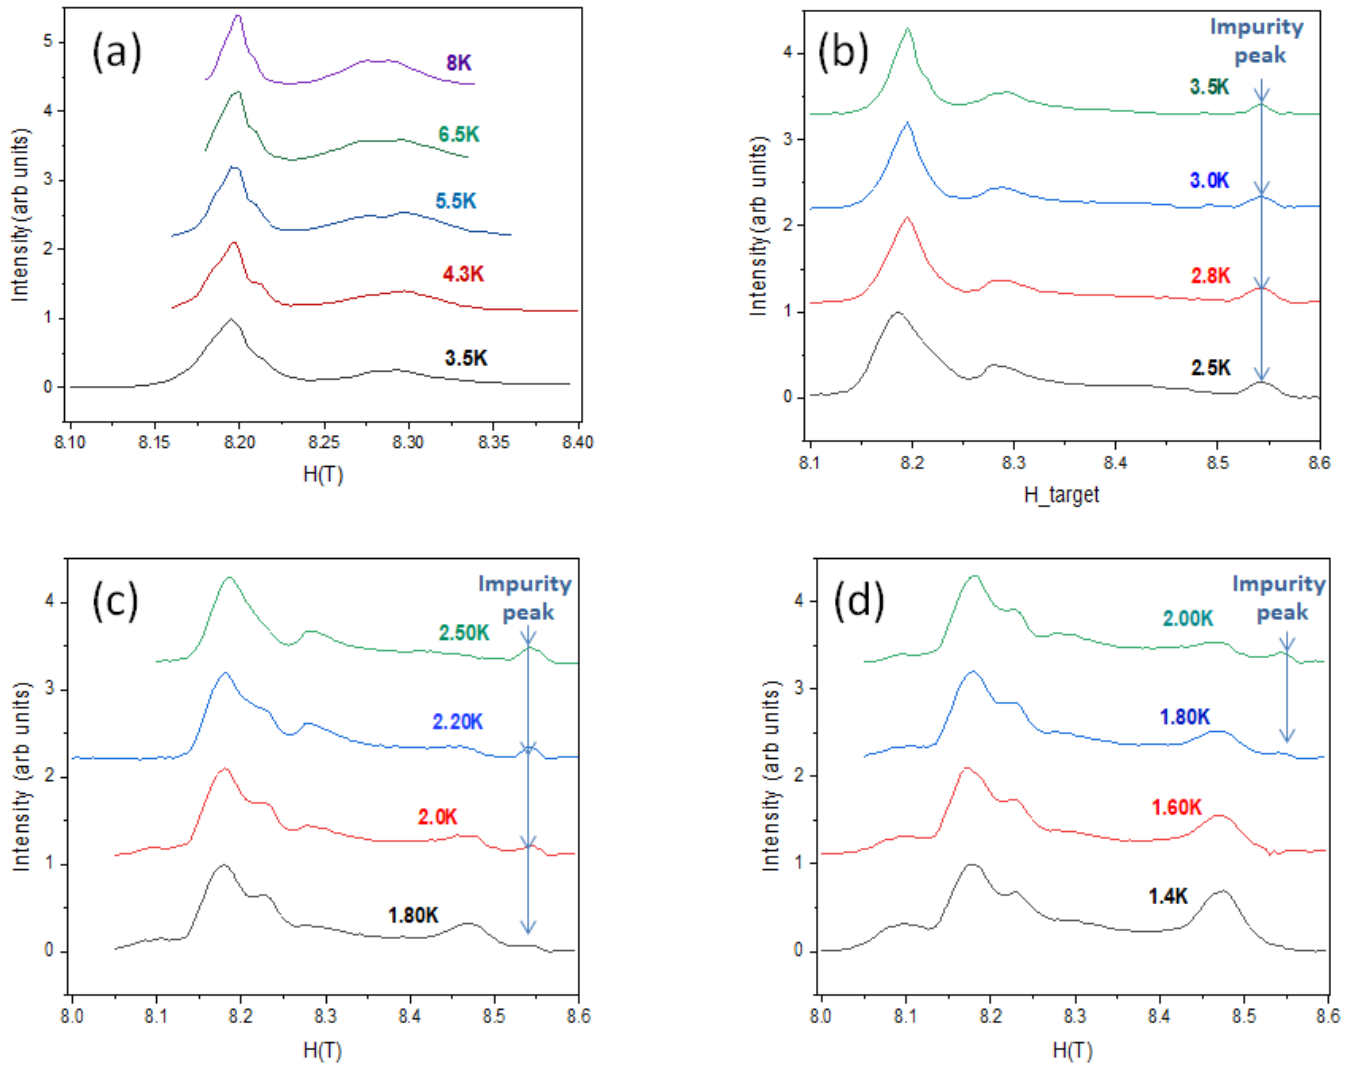 (a)
8K
6.5K
5.5K
4.3K
3.5K
5
4
3
2
1
0
Intensity (arb units)
8.10 8.15 8.20 8.25 8.30 8.35 8.40
H(T)
(b)
Impurity
peak
3.5K
3.0K
2.8K
2.5K
4
3
2
1
0
Intensity (arb units)
8.1 8.2 8.3 8.4 8.5 8.6
H_target
(c)
Impurity
peak
2.50K
2.20K
2.0K
1.80K
4
3
2
1
0
Intensity (arb units)
8.0 8.1 8.2 8.3 8.4 8.5 8.6
H(T)
(d)
Impurity
peak
2.00K
1.80K
1.60K
1.4K
4
3
2
1
0
Intensity (arb units)
8.0 8.1 8.2 8.3 8.4 8.5 8.6
H(T)